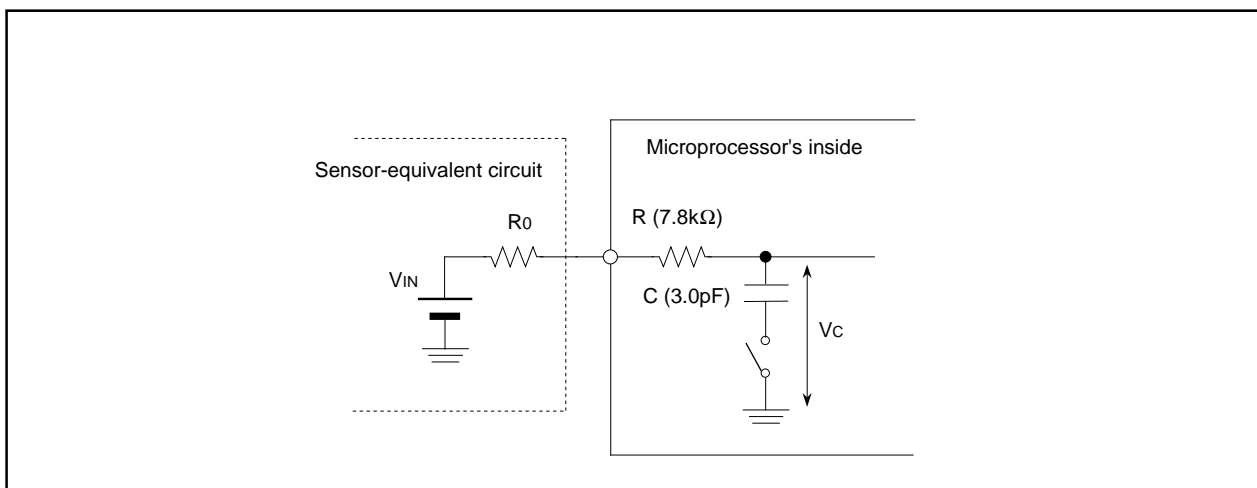 Microprocessor's inside
Sensor-equivalent circuit
R0
R (7.8kΩ)
VIN
C (3.0pF)
VC